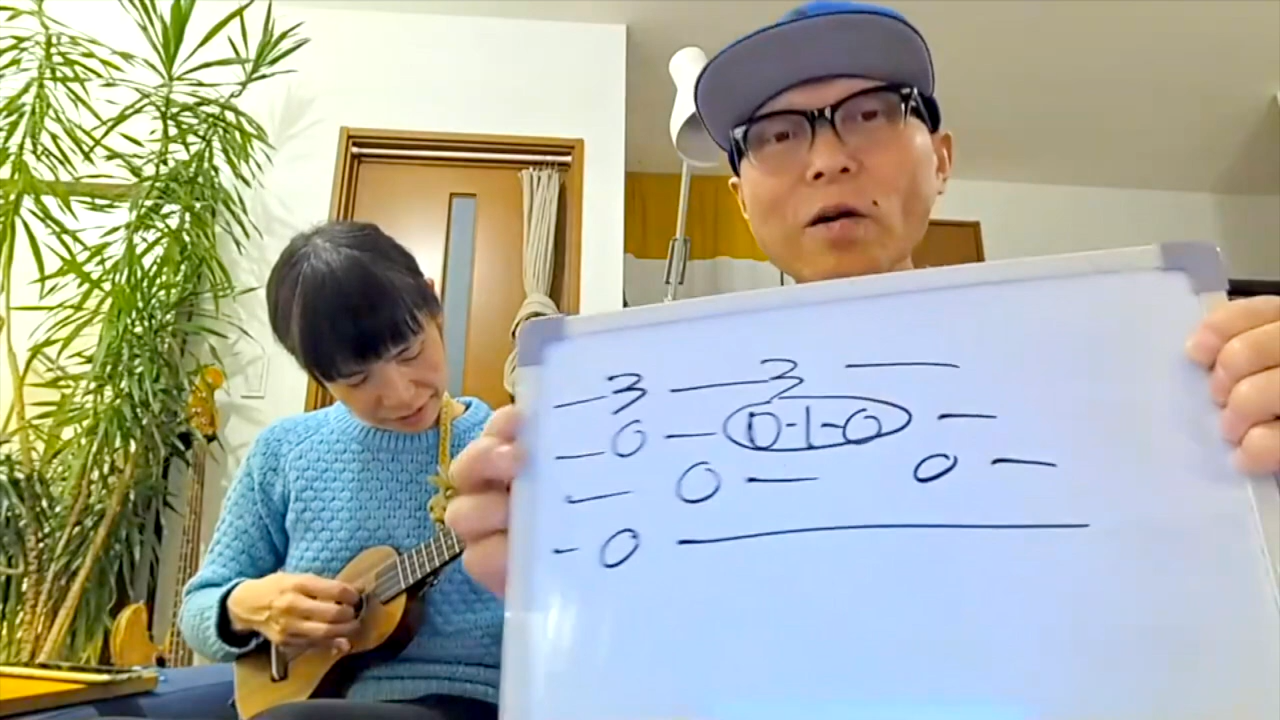 —3——3 ——
—0—0-1-0 —
— 0— 0—
-0————